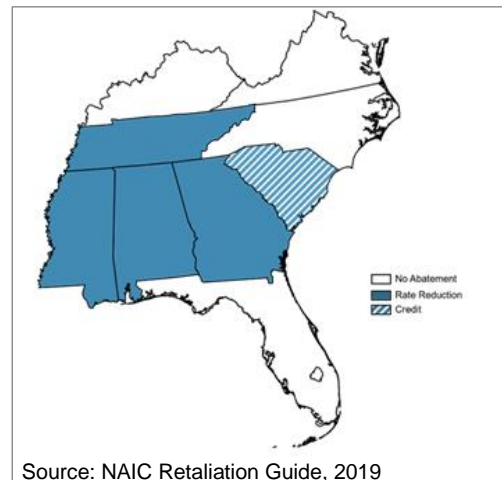 No Abatement
Rate Reduction
Credit
Source: NAIC Retaliation Guide, 2019